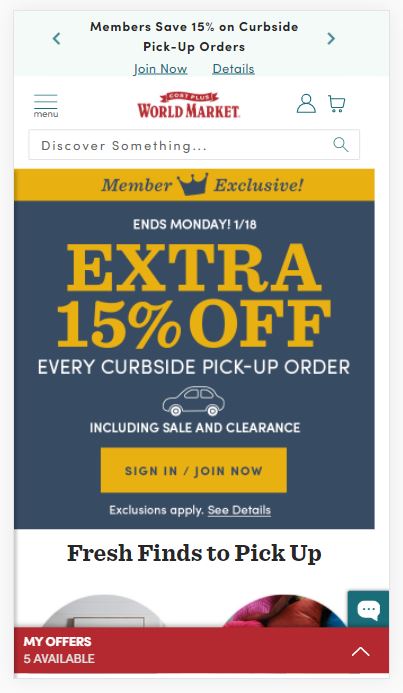 Members Save 15% on Curbside
Pick-Up Orders
Join Now Details
menu
COST PLUS
WORLD MARKET
Discover Something...
Member Exclusive!
ENDS MONDAY! 1/18
EXTRA
15% OFF
EVERY CURBSIDE PICK-UP ORDER
INCLUDING SALE AND CLEARANCE
SIGN IN / JOIN NOW
Exclusions apply. See Details
Fresh Finds to Pick Up
MY OFFERS
5 AVAILABLE